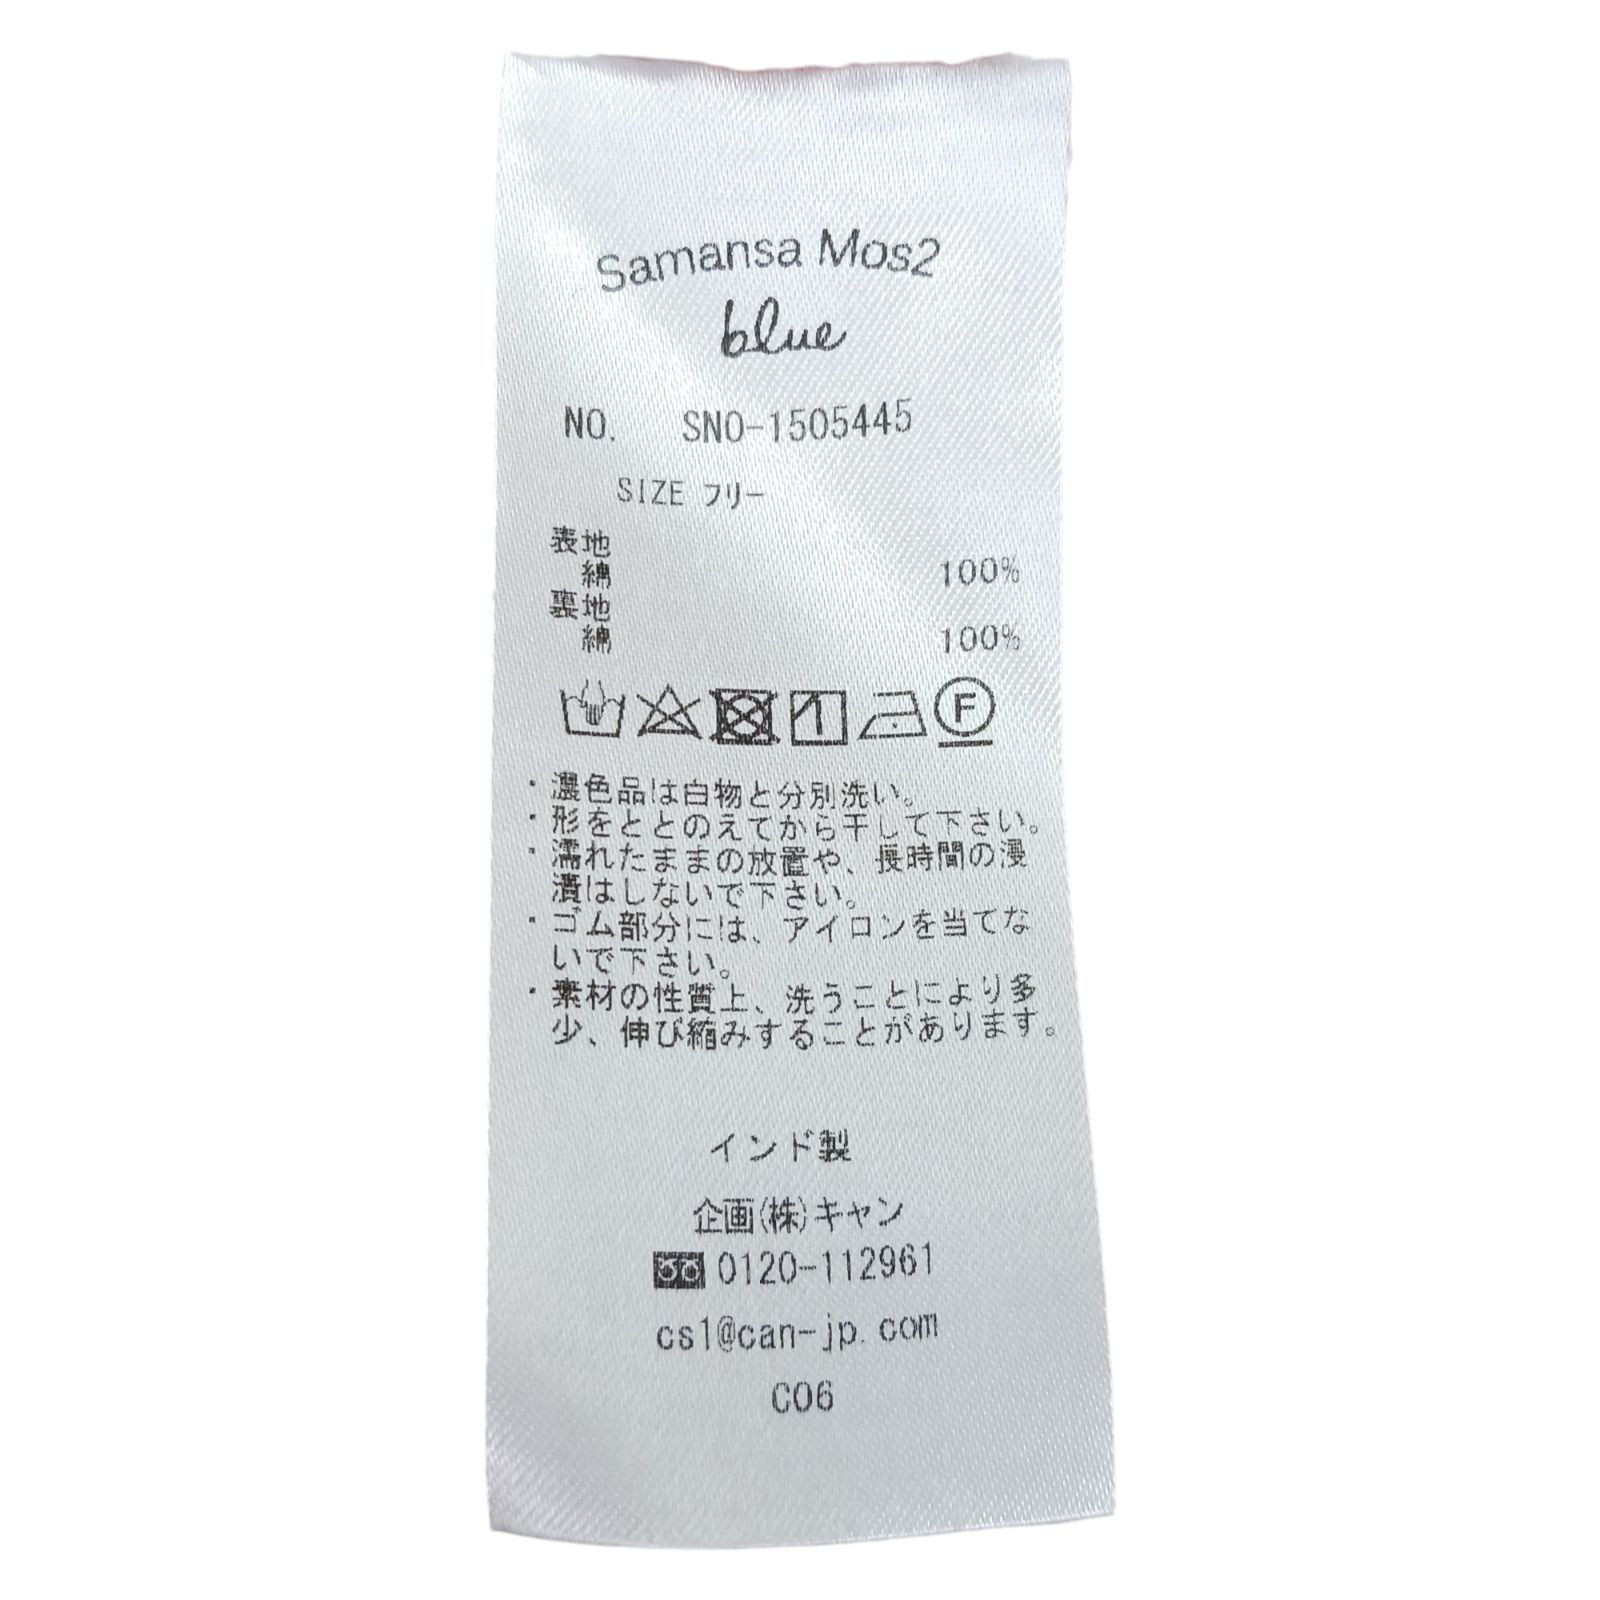 Samansa Mos2
blue
NO. SNO-1505445
SIZE フリー
表地
綿 100%
裏地
綿 100%
F
・濃色品は白物と分別洗い。
・形をととのえてから干して下さい。
・濡れたままの放置や、長時間の浸
漬はしないで下さい。
・ゴム部分には、アイロンを当てな
いで下さい。
・素材の性質上、洗うことにより多
少、伸び縮みすることがあります。
インド製
企画(株)キャン
0120-112961
cs1@can-jp.com
C06